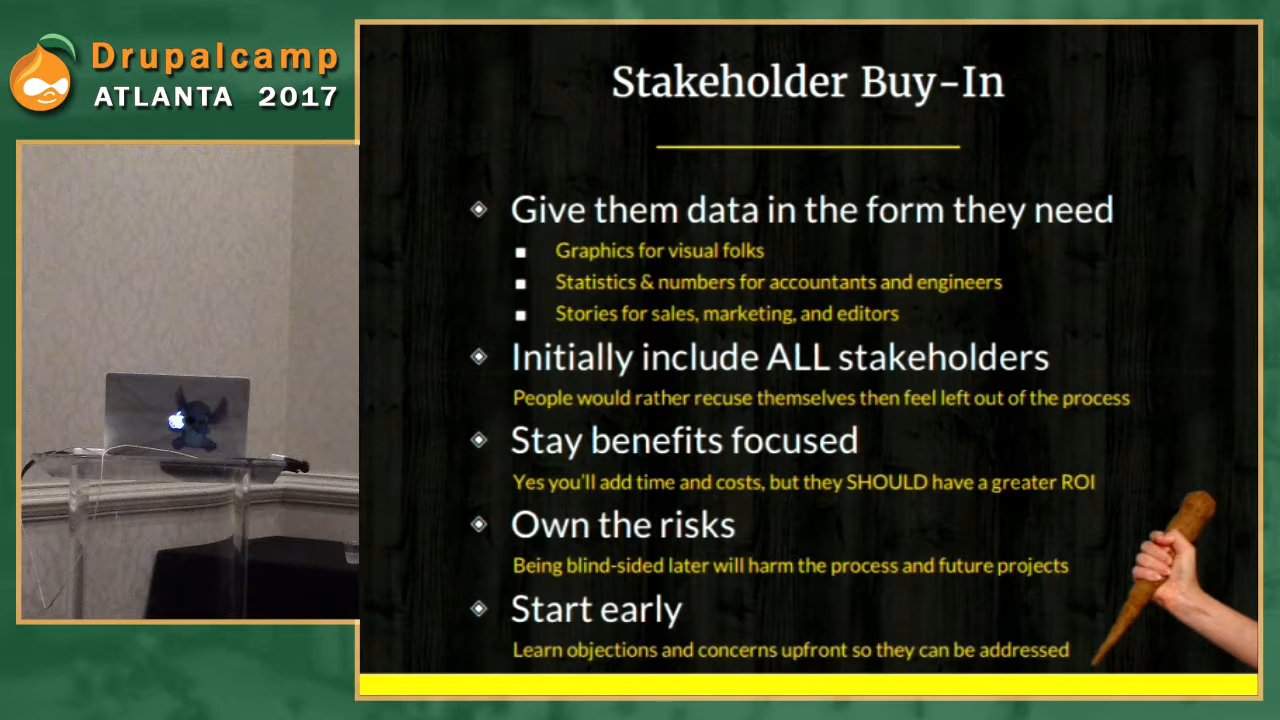 Drupalcamp
ATLANTA 2017
Stakeholder Buy-In
Give them data in the form they need
Graphics for visual folks
Statistics & numbers for accountants and engineers
Stories for sales, marketing, and editors
Initially include ALL stakeholders
People would rather recuse themselves then feel left out of the process
Stay benefits focused
Yes you'll add time and costs, but they SHOULD have a greater ROI
Own the risks
Being blind-sided later will harm the process and future projects
Start early
Learn objections and concerns upfront so they can be addressed